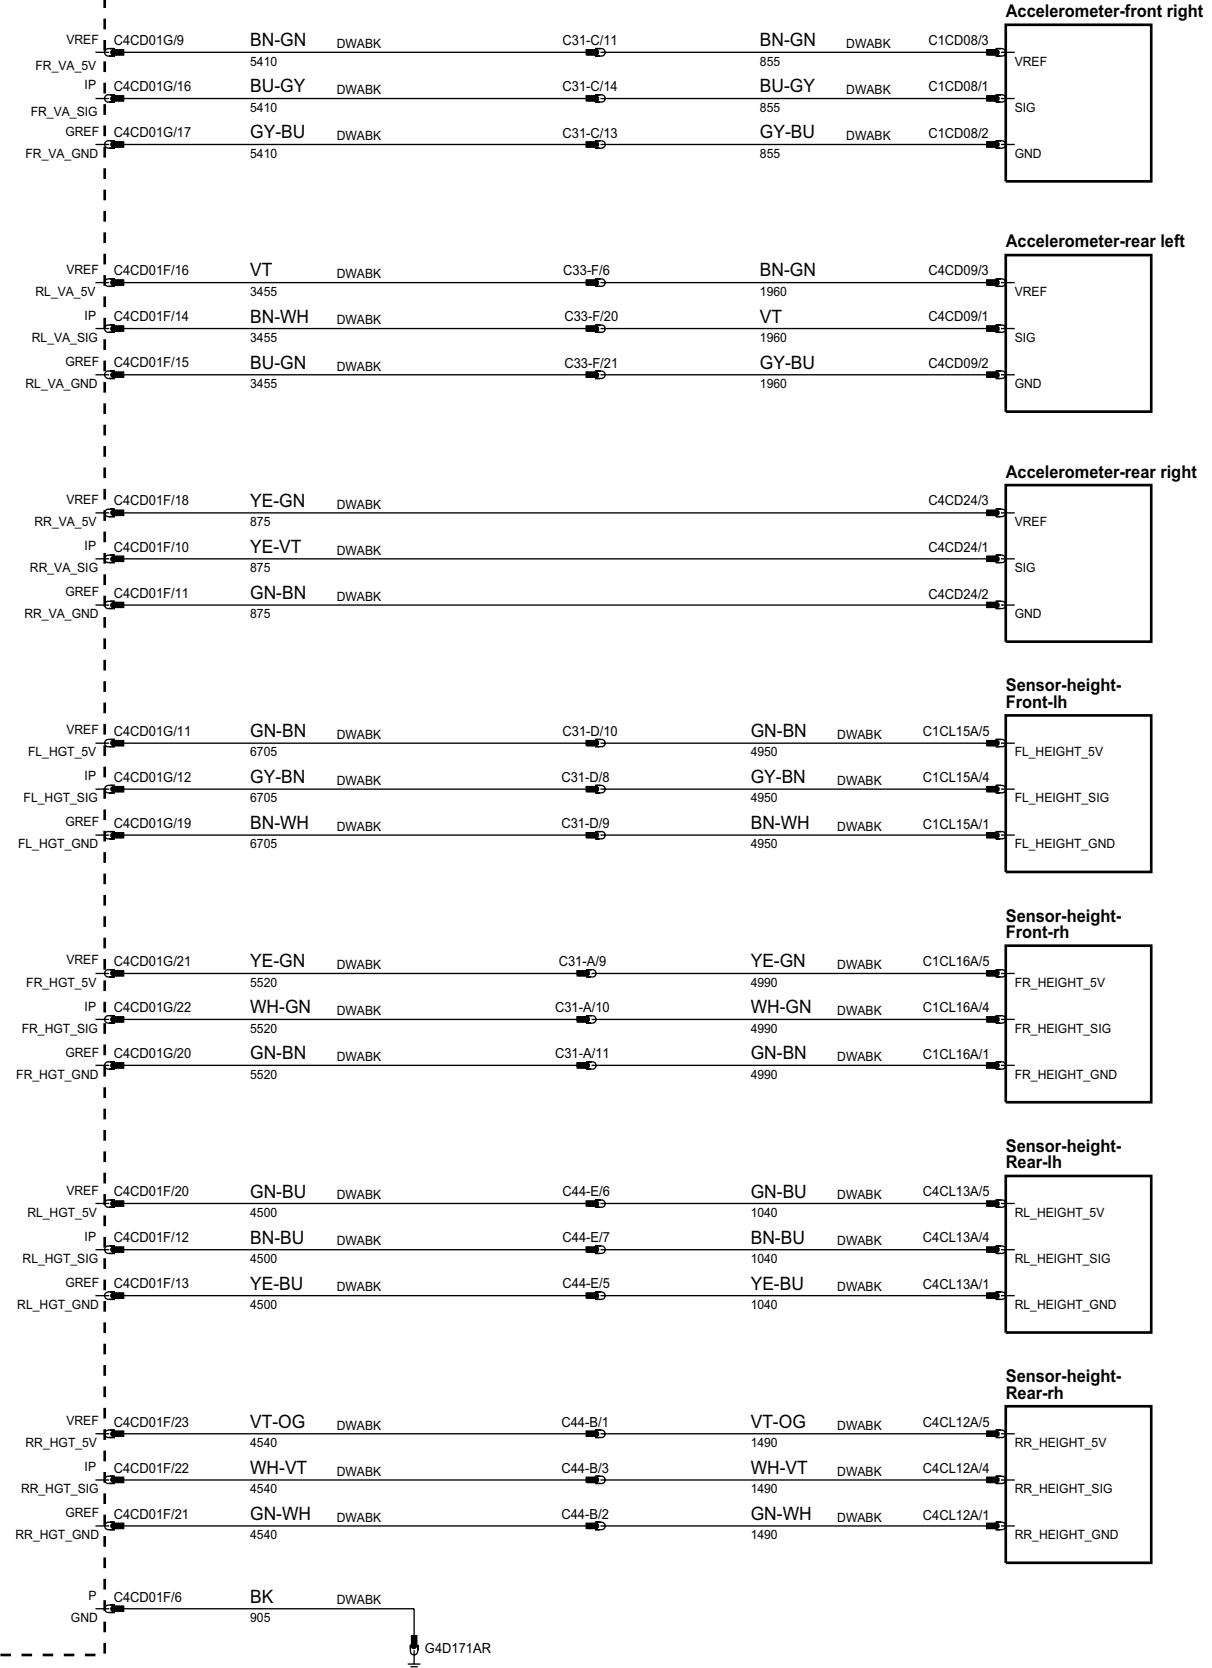 Accelerometer-front right
VREF C4CD01G/9 BN-GN DWABK C31-C/11 BN-GN DWABK C1CD08/3
FR_VA_5V 5410 855 VREF
IP C4CD01G/16 BU-GY DWABK C31-C/14 BU-GY DWABK C1CD08/1
FR_VA_SIG 5410 855 SIG
GREF C4CD01G/17 GY-BU DWABK C31-C/13 GY-BU DWABK C1CD08/2
FR_VA_GND 5410 855 GND
Accelerometer-rear left
VREF C4CD01F/16 VT DWABK C33-F/6 BN-GN C4CD09/3
RL_VA_5V 3455 1960 VREF
IP C4CD01F/14 BN-WH DWABK C33-F/20 VT C4CD09/1
RL_VA_SIG 3455 1960 SIG
GREF C4CD01F/15 BU-GN DWABK C33-F/21 GY-BU C4CD09/2
RL_VA_GND 3455 1960 GND
Accelerometer-rear right
VREF C4CD01F/18 YE-GN DWABK C4CD24/3
RR_VA_5V 875 VREF
IP C4CD01F/10 YE-VT DWABK C4CD24/1
RR_VA_SIG 875 SIG
GREF C4CD01F/11 GN-BN DWABK C4CD24/2
RR_VA_GND 875 GND
Sensor-height-
Front-lh
VREF C4CD01G/11 GN-BN DWABK C31-D/10 GN-BN DWABK C1CL15A/5
FL_HGT_5V 6705 4950 FL_HEIGHT_5V
IP C4CD01G/12 GY-BN DWABK C31-D/8 GY-BN DWABK C1CL15A/4
FL_HGT_SIG 6705 4950 FL_HEIGHT_SIG
GREF C4CD01G/19 BN-WH DWABK C31-D/9 BN-WH DWABK C1CL15A/1
FL_HGT_GND 6705 4950 FL_HEIGHT_GND
Sensor-height-
Front-rh
VREF C4CD01G/21 YE-GN DWABK C31-A/9 YE-GN DWABK C1CL16A/5
FR_HGT_5V 5520 4990 FR_HEIGHT_5V
IP C4CD01G/22 WH-GN DWABK C31-A/10 WH-GN DWABK C1CL16A/4
FR_HGT_SIG 5520 4990 FR_HEIGHT_SIG
GREF C4CD01G/20 GN-BN DWABK C31-A/11 GN-BN DWABK C1CL16A/1
FR_HGT_GND 5520 4990 FR_HEIGHT_GND
Sensor-height-
Rear-lh
VREF C4CD01F/20 GN-BU DWABK C44-E/6 GN-BU DWABK C4CL13A/5
RL_HGT_5V 4500 1040 RL_HEIGHT_5V
IP C4CD01F/12 BN-BU DWABK C44-E/7 BN-BU DWABK C4CL13A/4
RL_HGT_SIG 4500 1040 RL_HEIGHT_SIG
GREF C4CD01F/13 YE-BU DWABK C44-E/5 YE-BU DWABK C4CL13A/1
RL_HGT_GND 4500 1040 RL_HEIGHT_GND
Sensor-height-
Rear-rh
VREF C4CD01F/23 VT-OG DWABK C44-B/1 VT-OG DWABK C4CL12A/5
RR_HGT_5V 4540 1490 RR_HEIGHT_5V
IP C4CD01F/22 WH-VT DWABK C44-B/3 WH-VT DWABK C4CL12A/4
RR_HGT_SIG 4540 1490 RR_HEIGHT_SIG
GREF C4CD01F/21 GN-WH DWABK C44-B/2 GN-WH DWABK C4CL12A/1
RR_HGT_GND 4540 1490 RR_HEIGHT_GND
P C4CD01F/6 BK DWABK
GND 905
G4D171AR